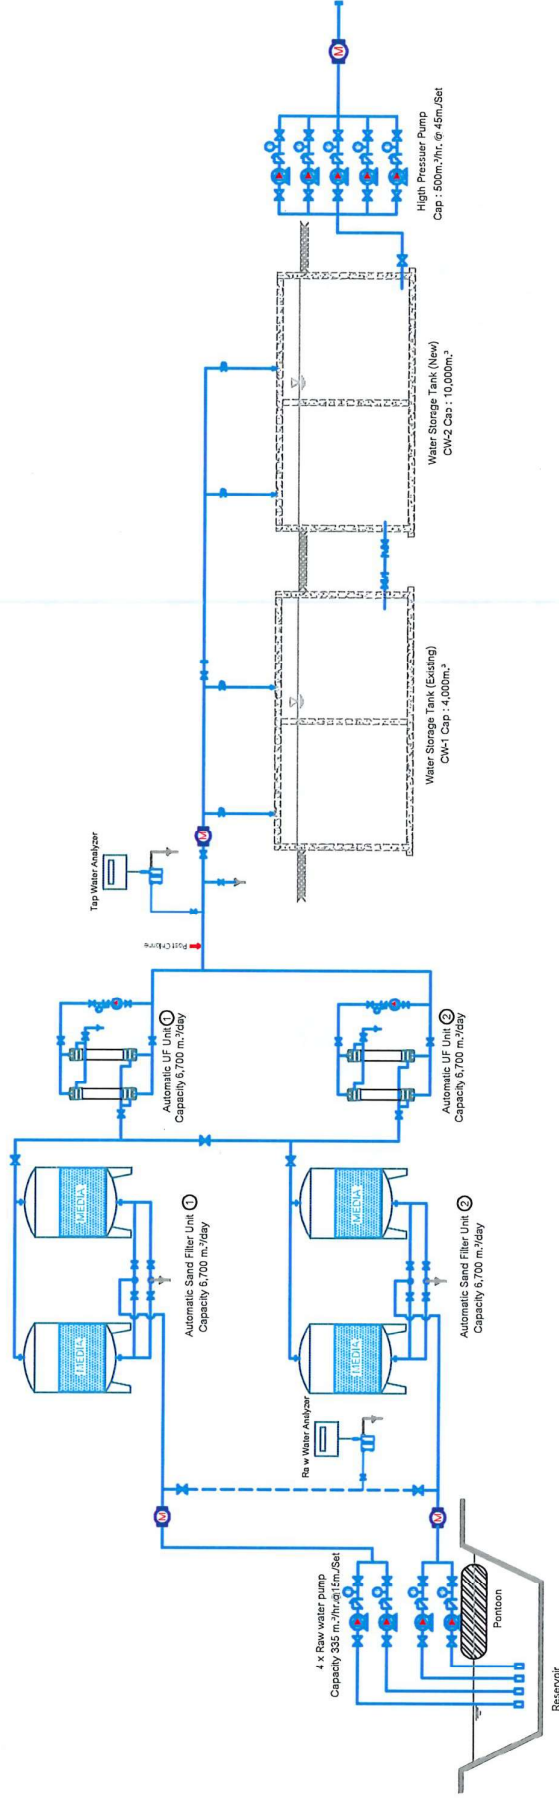 Reservoir
Pontoon
4 x Raw water pump
Capacity 335 m.³/hr.@15m./Set
M
M
Ra w Water Analyzer
MEDIA
MEDIA
Automatic Sand Filter Unit 1
Capacity 6,700 m.³/day
MEDIA
MEDIA
Automatic Sand Filter Unit 2
Capacity 6,700 m.³/day
Automatic UF Unit 1
Capacity 6,700 m.³/day
Automatic UF Unit 2
Capacity 6,700 m.³/day
Post Chlorine
Tap Water Analyzer
M
Water Storage Tank (Existing)
CW-1 Cap : 4,000m.³
Water Storage Tank (New)
CW-2 Cap : 10,000m.³
Higth Pressuer Pump
Cap : 500m.³/hr. @ 45m./Set
M